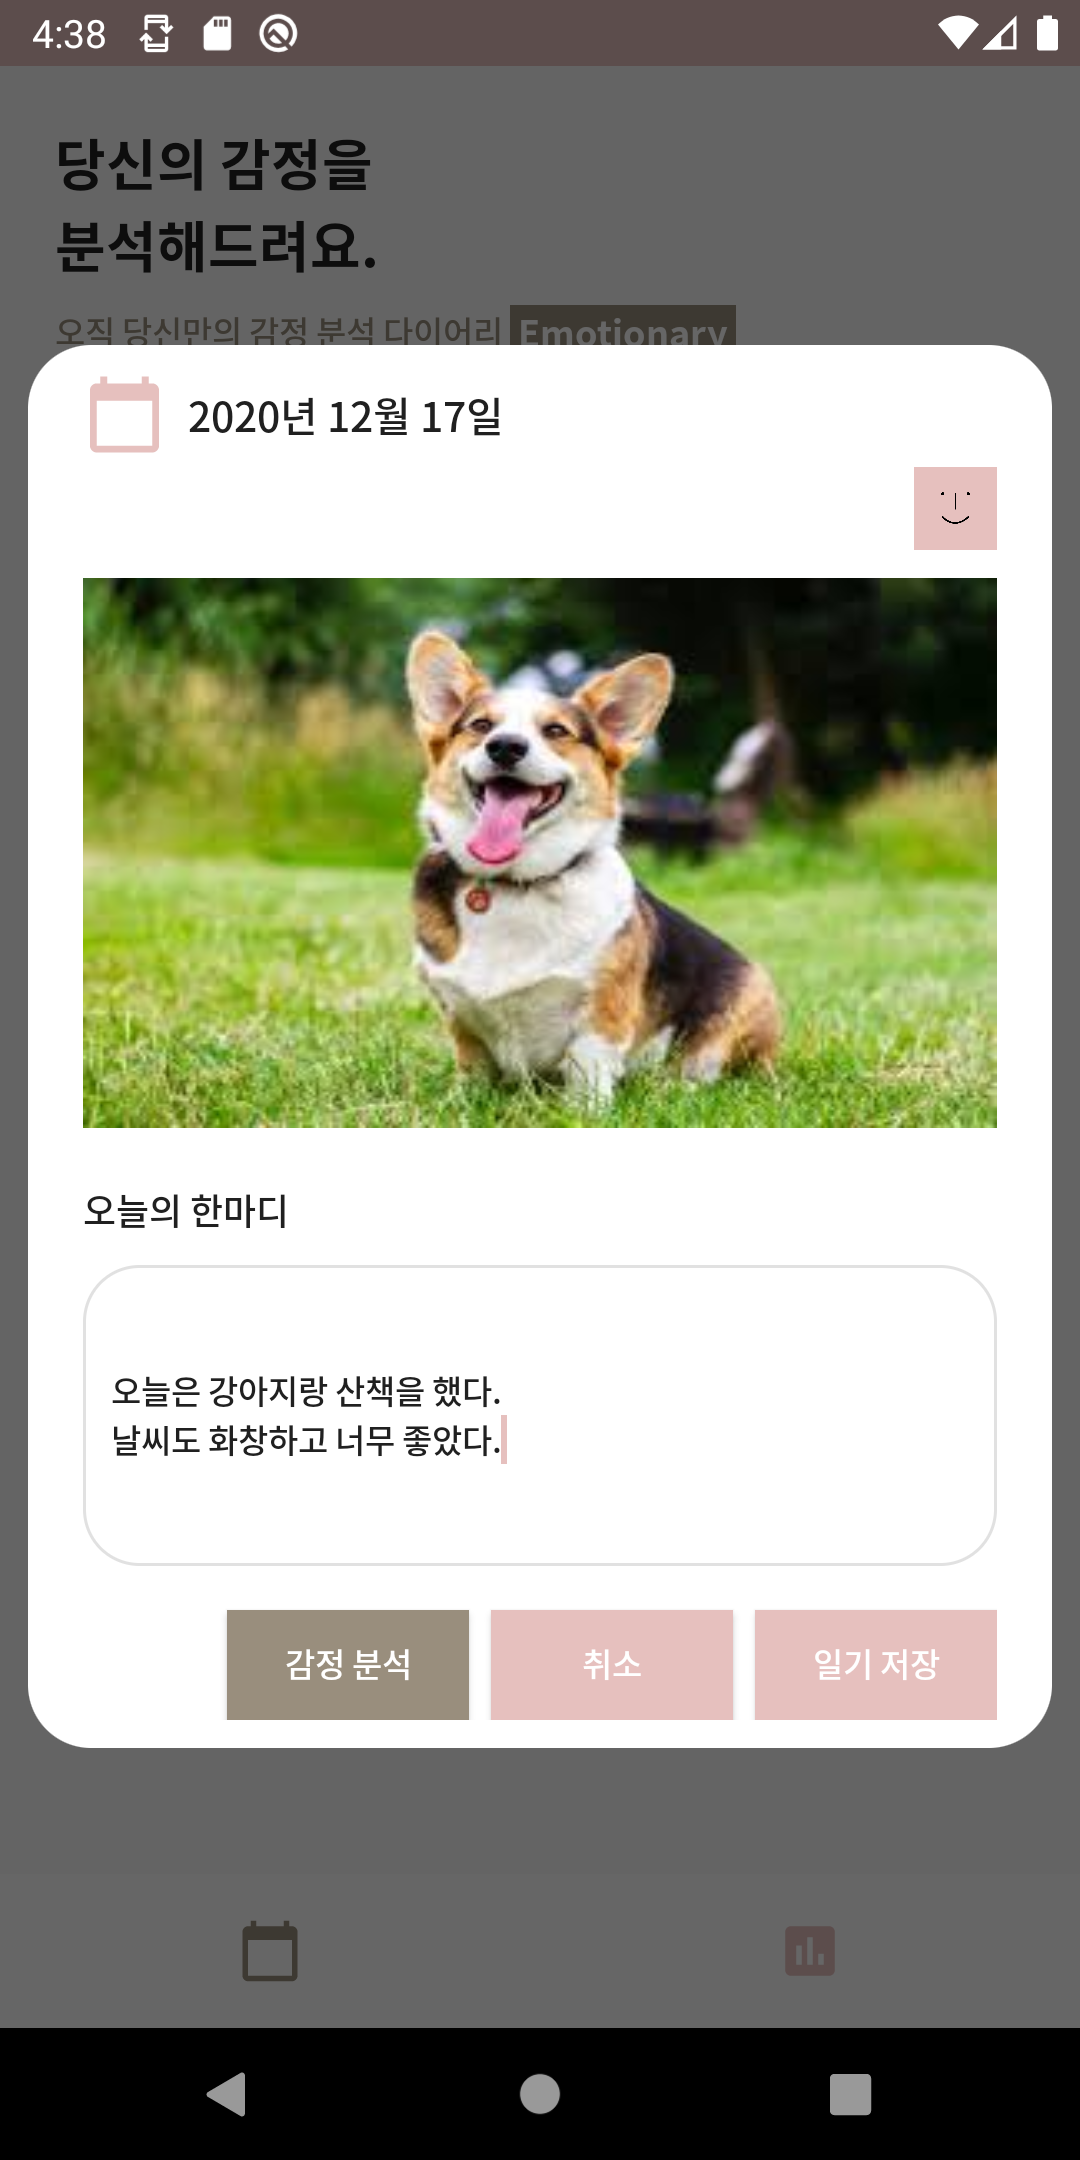 4:38
당신의 감정을
분석해드려요.
오직 당신만의 감정 분석 다이어리 Emotionary
2020년 12월 17일
오늘의 한마디
오늘은 강아지랑 산책을 했다.
날씨도 화창하고 너무 좋았다.
감정 분석 취소 일기 저장